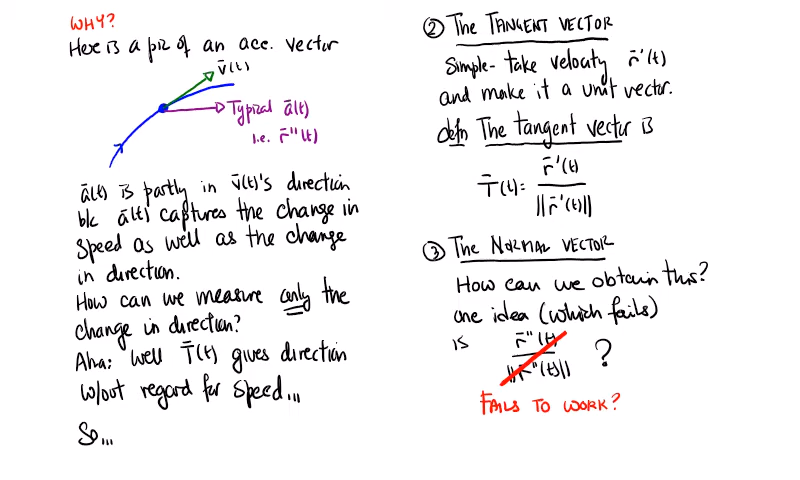 WHY?
Here is a pic of an acc. vector
v̄(t)
Typical ā(t)
i.e. r̄''(t)
ā(t) is partly in v̄(t)'s direction
b/c ā(t) captures the change in
speed as well as the change
in direction.
How can we measure only the
change in direction?
Aha: Well T̄(t) gives direction
w/out regard for speed...
So...
② The TANGENT VECTOR
Simple- take velocity r̄'(t)
and make it a unit vector.
defn The tangent vector is
T̄(t)= r̄'(t) / ||r̄'(t)||
③ The NORMAL VECTOR
How can we obtain this?
One idea (which fails)
is r̄''(t) / ||r̄''(t)|| ?
FAILS TO WORK?